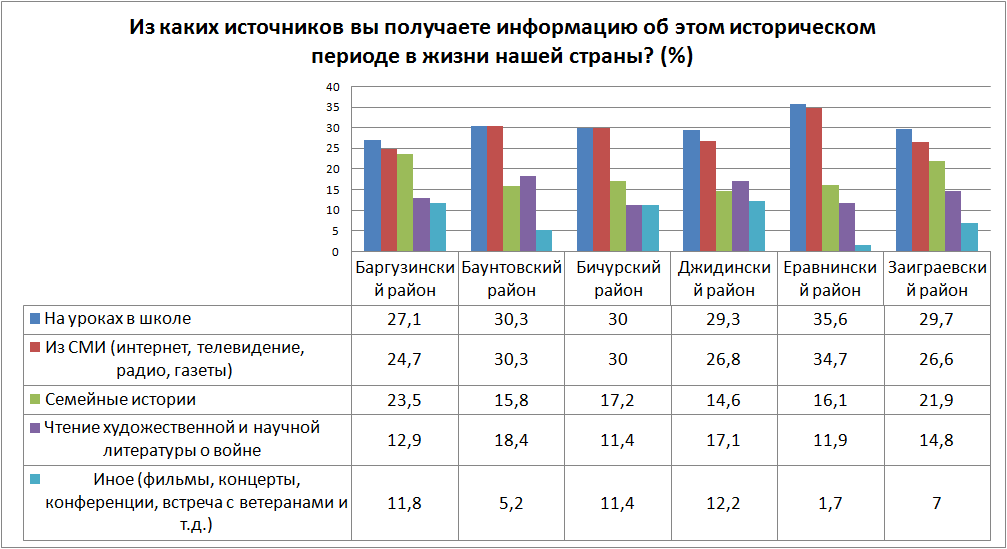 Из каких источников вы получаете информацию об этом историческом
периоде в жизни нашей страны? (%)
40
35
30
25
20
15
10
5
0
Баргузински Баунтовский Бичурский Джидински Еравнински Заиграевск
й район район район й район й район ий район
На уроках в школе 27,1 30,3 30 29,3 35,6 29,7
Из СМИ (интернет, телевидение,
радио, газеты) 24,7 30,3 30 26,8 34,7 26,6
Семейные истории 23,5 15,8 17,2 14,6 16,1 21,9
Чтение художественной и научной
литературы о войне 12,9 18,4 11,4 17,1 11,9 14,8
Иное (фильмы, концерты,
конференции, встреча с ветеранами и
т.д.) 11,8 5,2 11,4 12,2 1,7 7